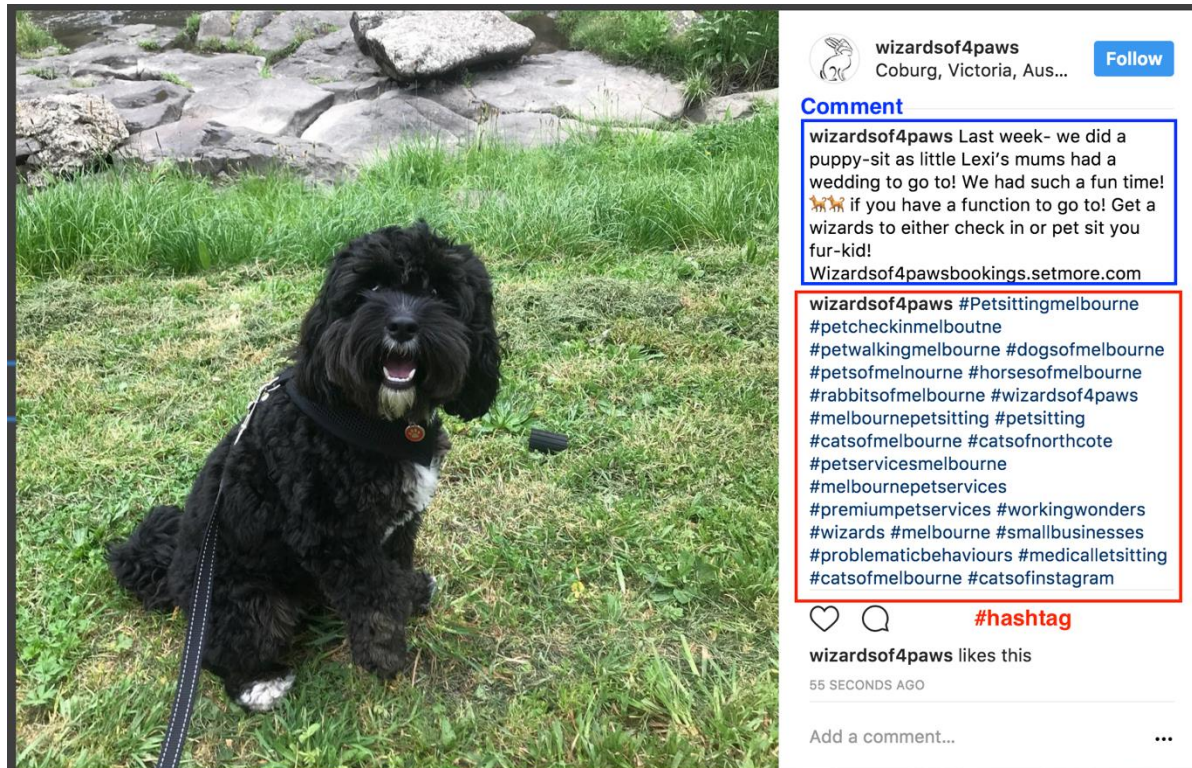 wizardsof4paws
Coburg, Victoria, Aus...
Follow
Comment
wizardsof4paws Last week- we did a
puppy-sit as little Lexi's mums had a
wedding to go to! We had such a fun time!
🐈🐈 if you have a function to go to! Get a
wizards to either check in or pet sit you
fur-kid!
Wizardsof4pawsbookings.setmore.com
wizardsof4paws #Petsittingmelbourne
#petcheckinmelboutne
#petwalkingmelbourne #dogsofmelbourne
#petsofmelnourne #horsesofmelbourne
#rabbitsofmelbourne #wizardsof4paws
#melbournepetsitting #petsitting
#catsofmelbourne #catsofnorthcote
#petservicesmelbourne
#melbournepetservices
#premiumpetservices #workingwonders
#wizards #melbourne #smallbusinesses
#problematicbehaviours #medicalletsitting
#catsofmelbourne #catsofinstagram
#hashtag
wizardsof4paws likes this
55 SECONDS AGO
Add a comment...